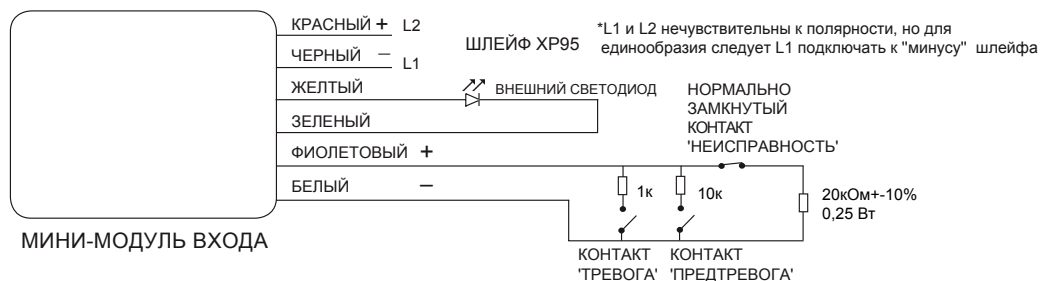 КРАСНЫЙ + L2
ЧЕРНЫЙ – L1
ШЛЕЙФ XP95
*L1 и L2 нечувствительны к полярности, но для
единообразия следует L1 подключать к "минусу" шлейфа
ЖЕЛТЫЙ
ВНЕШНИЙ СВЕТОДИОД
ЗЕЛЕНЫЙ
НОРМАЛЬНО
ЗАМКНУТЫЙ
КОНТАКТ
'НЕИСПРАВНОСТЬ'
ФИОЛЕТОВЫЙ +
БЕЛЫЙ –
1к
10к
20кОм+-10%
0,25 Вт
МИНИ-МОДУЛЬ ВХОДА
КОНТАКТ
'ТРЕВОГА'
КОНТАКТ
'ПРЕДТРЕВОГА'